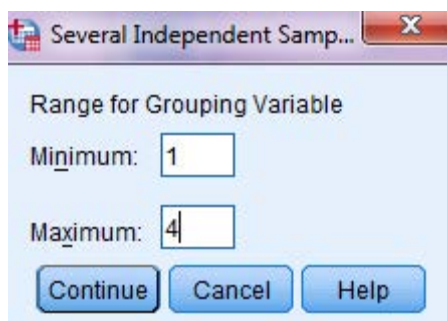 Several Independent Samp...
Range for Grouping Variable
Minimum: 1
Maximum: 4
Continue Cancel Help